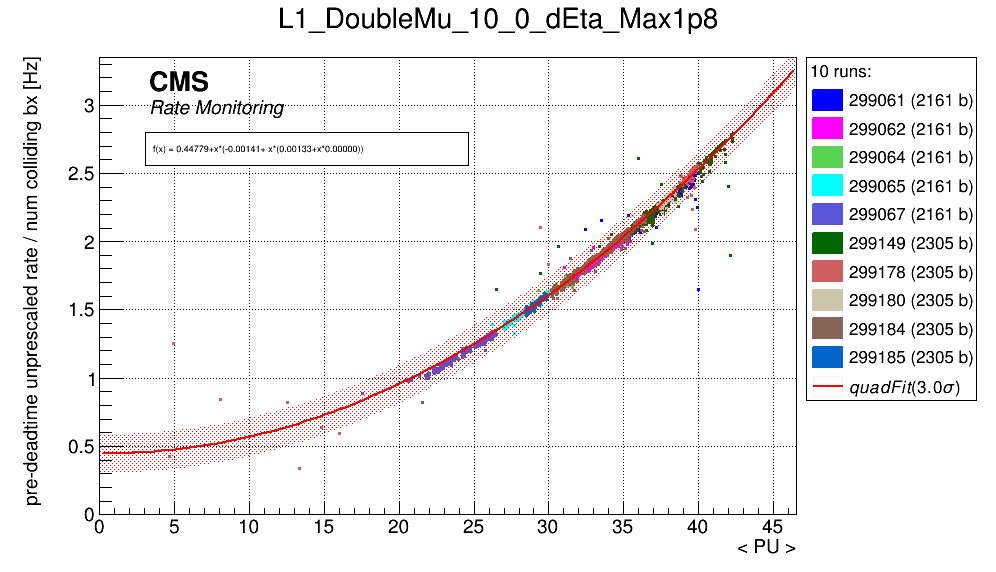 L1_DoubleMu_10_0_dEta_Max1p8
pre-deadtime unprescaled rate / num colliding bx [Hz]
CMS
Rate Monitoring
f(x) = 0.44779+x*(-0.00141+ x*(0.00133+x*0.00000))
3
2.5
2
1.5
1
0.5
0
0 5 10 15 20 25 30 35 40 45
< PU >
10 runs:
299061 (2161 b)
299062 (2161 b)
299064 (2161 b)
299065 (2161 b)
299067 (2161 b)
299149 (2305 b)
299178 (2305 b)
299180 (2305 b)
299184 (2305 b)
299185 (2305 b)
quadFit(3.0σ)